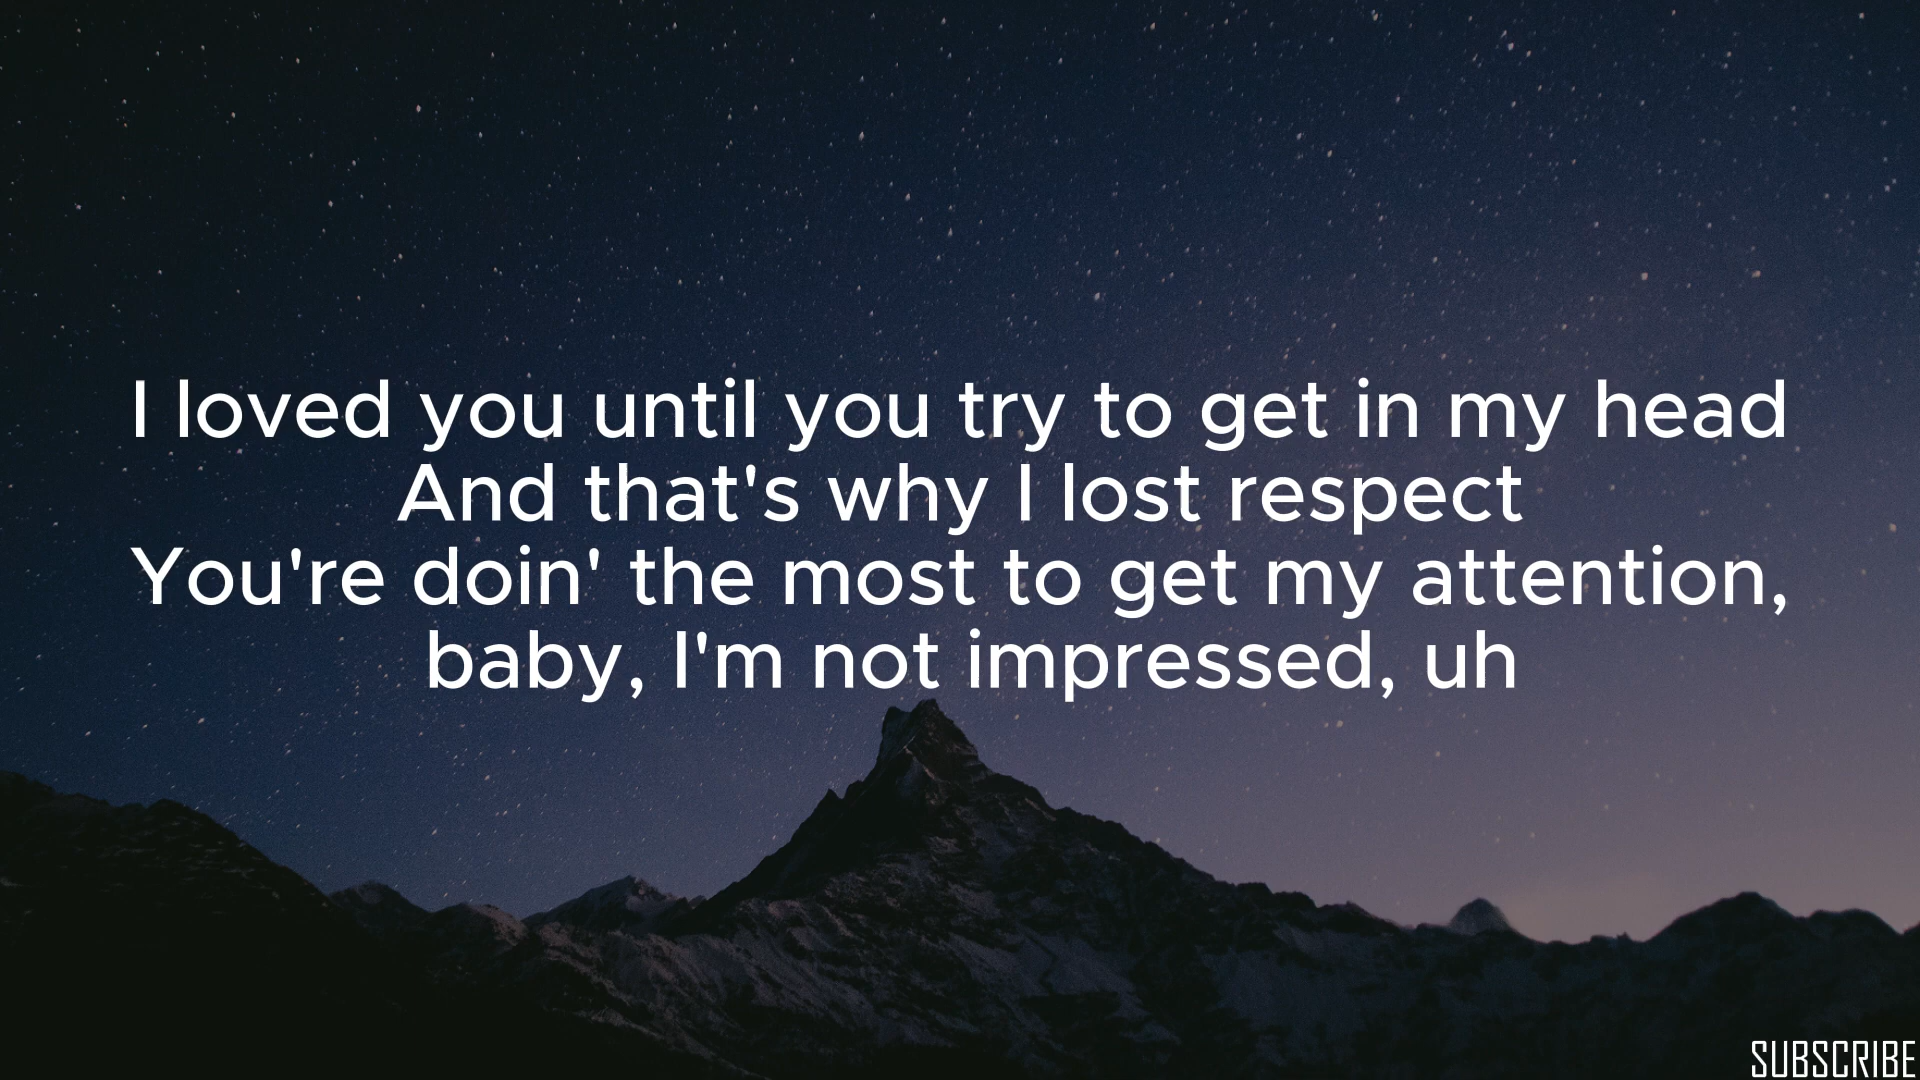 I loved you until you try to get in my head
And that's why I lost respect
You're doin' the most to get my attention,
baby, I'm not impressed, uh
SUBSCRIBE